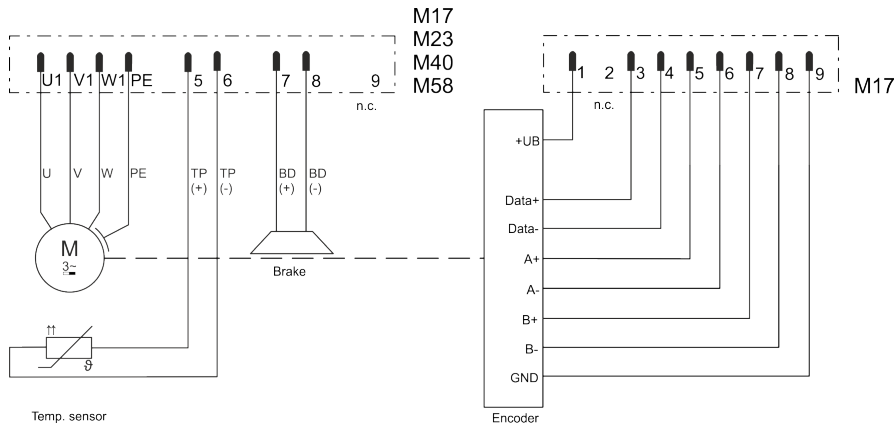 M17
M23
M40
M58
U1 V1 W1 PE 5 6 7 8 9
n.c.
1 2 3 4 5 6 7 8 9
n.c.
M17
U V W PE TP (+) TP (-) BD (+) BD (-)
M
3~
Brake
ϑ
Temp. sensor
+UB
Data+
Data-
A+
A-
B+
B-
GND
Encoder